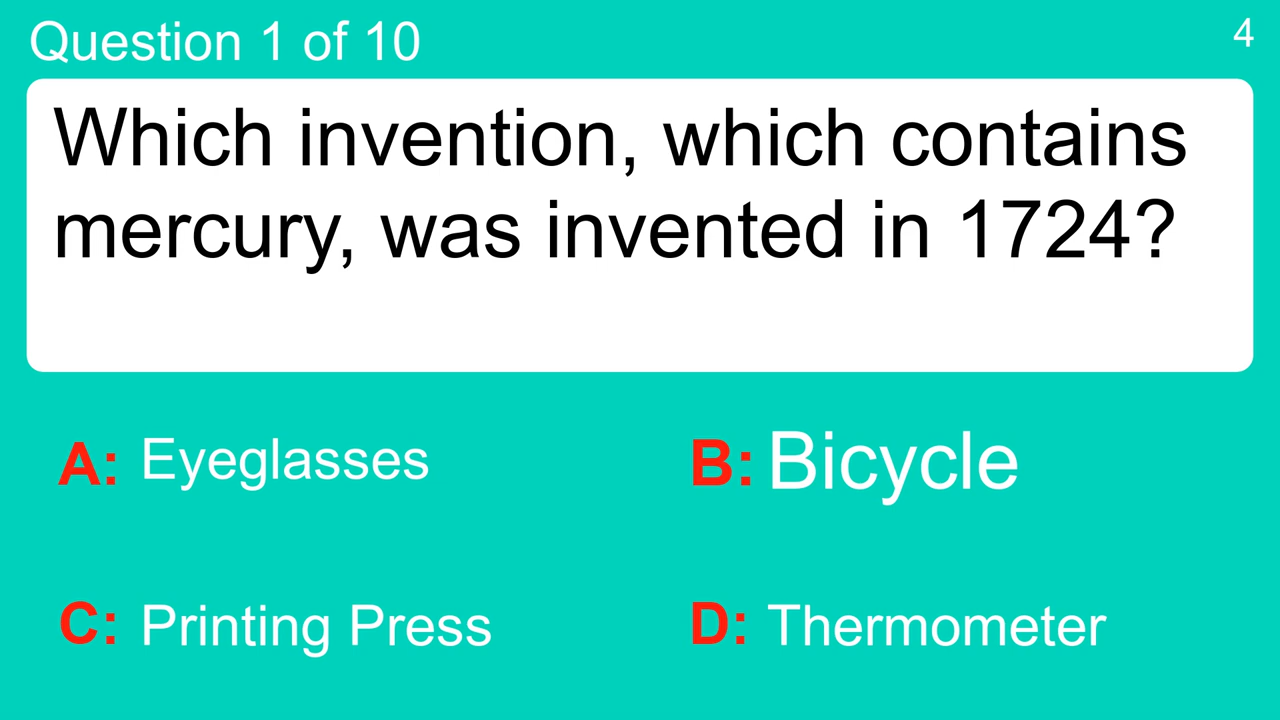 Question 1 of 10
4
Which invention, which contains
mercury, was invented in 1724?
A: Eyeglasses
B: Bicycle
C: Printing Press
D: Thermometer